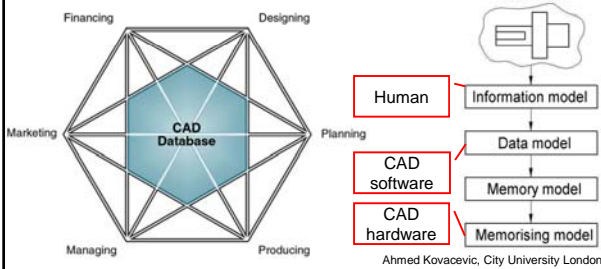 Financing
Designing
Marketing
CAD
Database
Planning
Managing
Producing
Human
Information model
Data model
CAD
software
Memory model
CAD
hardware
Memorising model
Ahmed Kovacevic, City University London